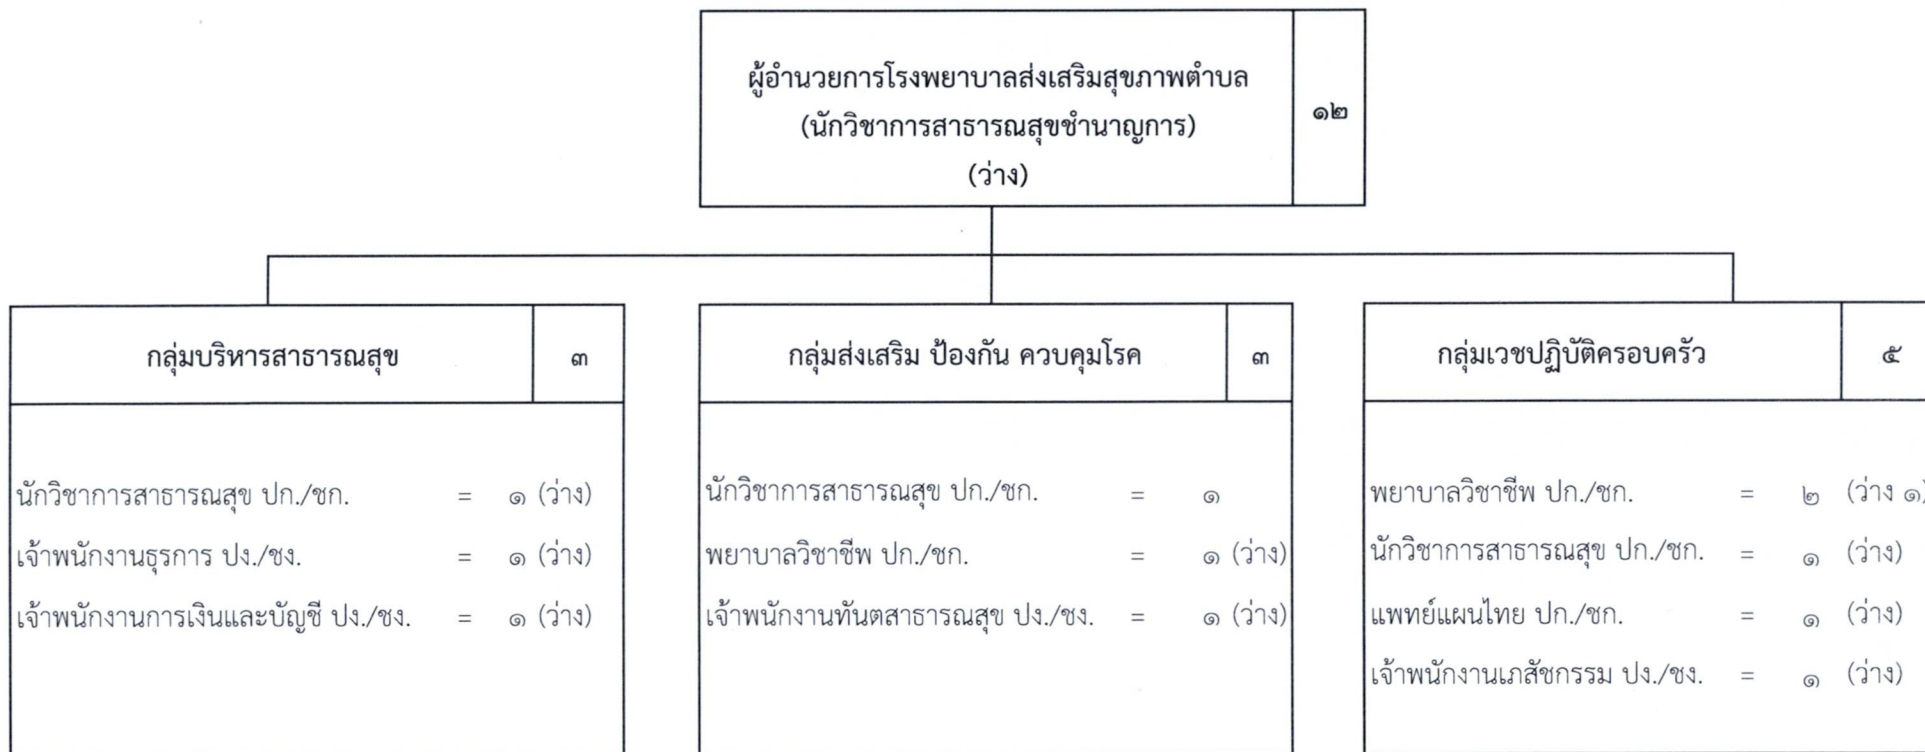 ผู้อำนวยการโรงพยาบาลส่งเสริมสุขภาพตำบล
(นักวิชาการสาธารณสุขชำนาญการ)
(ว่าง)
๑๒
กลุ่มบริหารสาธารณสุข ๓
นักวิชาการสาธารณสุข ปก./ชก. = ๑ (ว่าง)
เจ้าพนักงานธุรการ ปง./ชง. = ๑ (ว่าง)
เจ้าพนักงานการเงินและบัญชี ปง./ชง. = ๑ (ว่าง)
กลุ่มส่งเสริม ป้องกัน ควบคุมโรค ๓
นักวิชาการสาธารณสุข ปก./ชก. = ๑
พยาบาลวิชาชีพ ปก./ชก. = ๑ (ว่าง)
เจ้าพนักงานทันตสาธารณสุข ปง./ชง. = ๑ (ว่าง)
กลุ่มเวชปฏิบัติครอบครัว ๕
พยาบาลวิชาชีพ ปก./ชก. = ๒ (ว่าง ๑)
นักวิชาการสาธารณสุข ปก./ชก. = ๑ (ว่าง)
แพทย์แผนไทย ปก./ชก. = ๑ (ว่าง)
เจ้าพนักงานเภสัชกรรม ปง./ชง. = ๑ (ว่าง)